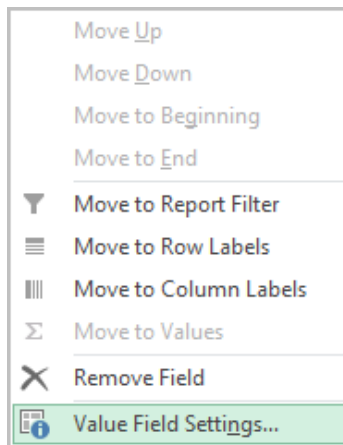 Move Up
Move Down
Move to Beginning
Move to End
Move to Report Filter
Move to Row Labels
Move to Column Labels
Σ Move to Values
Remove Field
Value Field Settings...